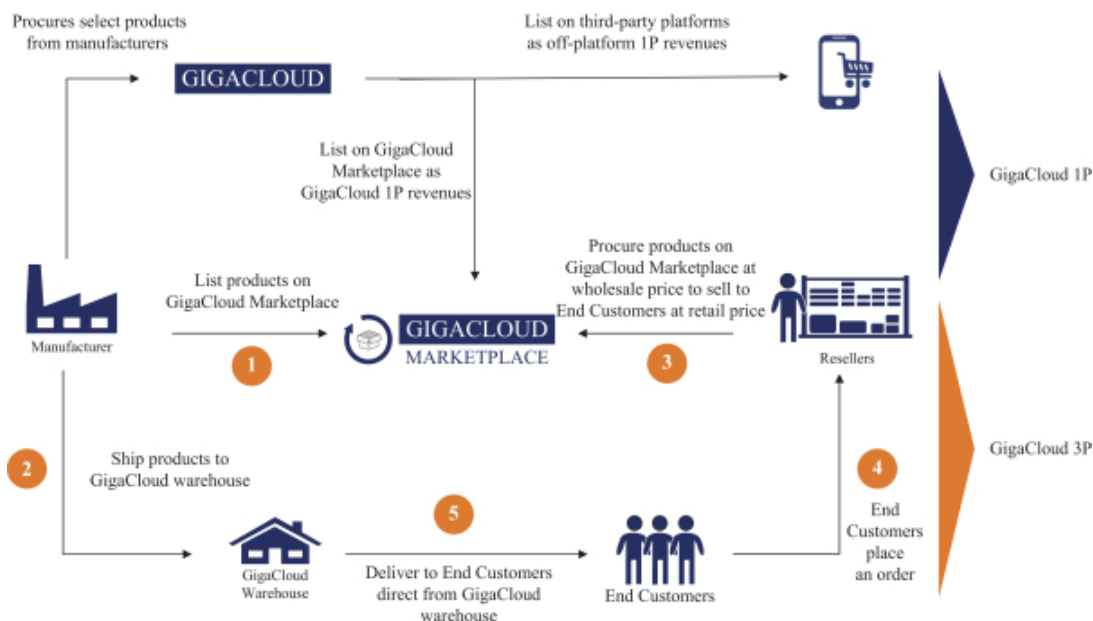 Procures select products
from manufacturers
List on third-party platforms
as off-platform 1P revenues
GIGACLOUD
List on GigaCloud
Marketplace as
GigaCloud 1P revenues
GigaCloud 1P
List products on
GigaCloud Marketplace
Procure products on
GigaCloud Marketplace at
wholesale price to sell to
End Customers at retail price
Manufacturer
1
GIGACLOUD
MARKETPLACE
3
Resellers
2
Ship products to
GigaCloud warehouse
GigaCloud 3P
4
End
Customers
place
an order
5
GigaCloud
Warehouse
Deliver to End Customers
direct from GigaCloud
warehouse
End Customers